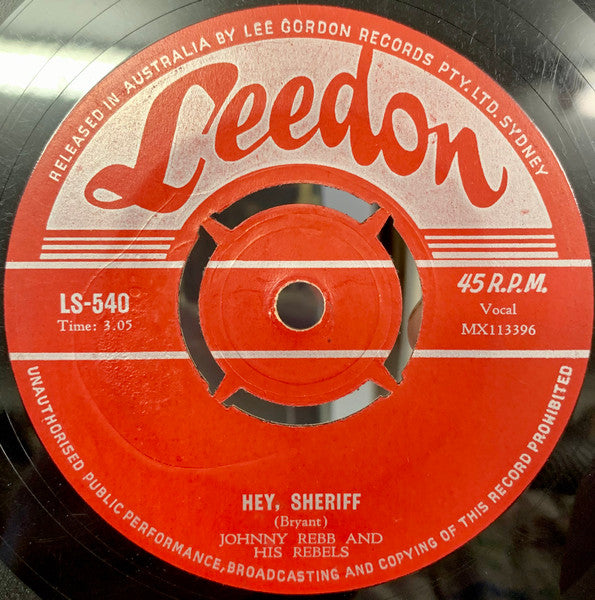 RELEASED IN AUSTRALIA BY LEE GORDON RECORDS PTY. LTD. SYDNEY
Leedon
LS-540
Time: 3.05
45 R.P.M.
Vocal
MX113396
HEY, SHERIFF
(Bryant)
JOHNNY REBB AND
HIS REBELS
UNAUTHORISED PUBLIC PERFORMANCE, BROADCASTING AND COPYING OF THIS RECORD PROHIBITED